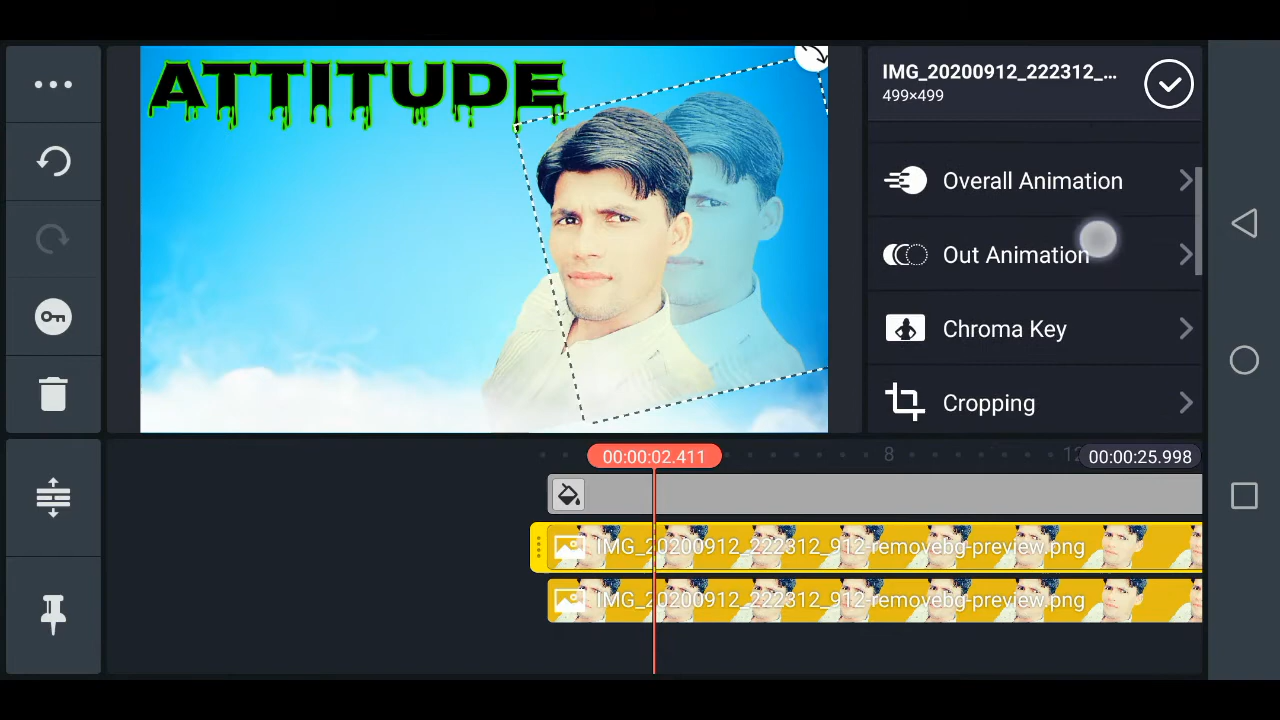 ATTITUDE
IMG_20200912_222312_...
499×499
Overall Animation
Out Animation
Chroma Key
Cropping
00:00:02.411
8
12
00:00:25.998
IMG_20200912_222312_912-removebg-preview.png
IMG_20200912_222312_912-removebg-preview.png